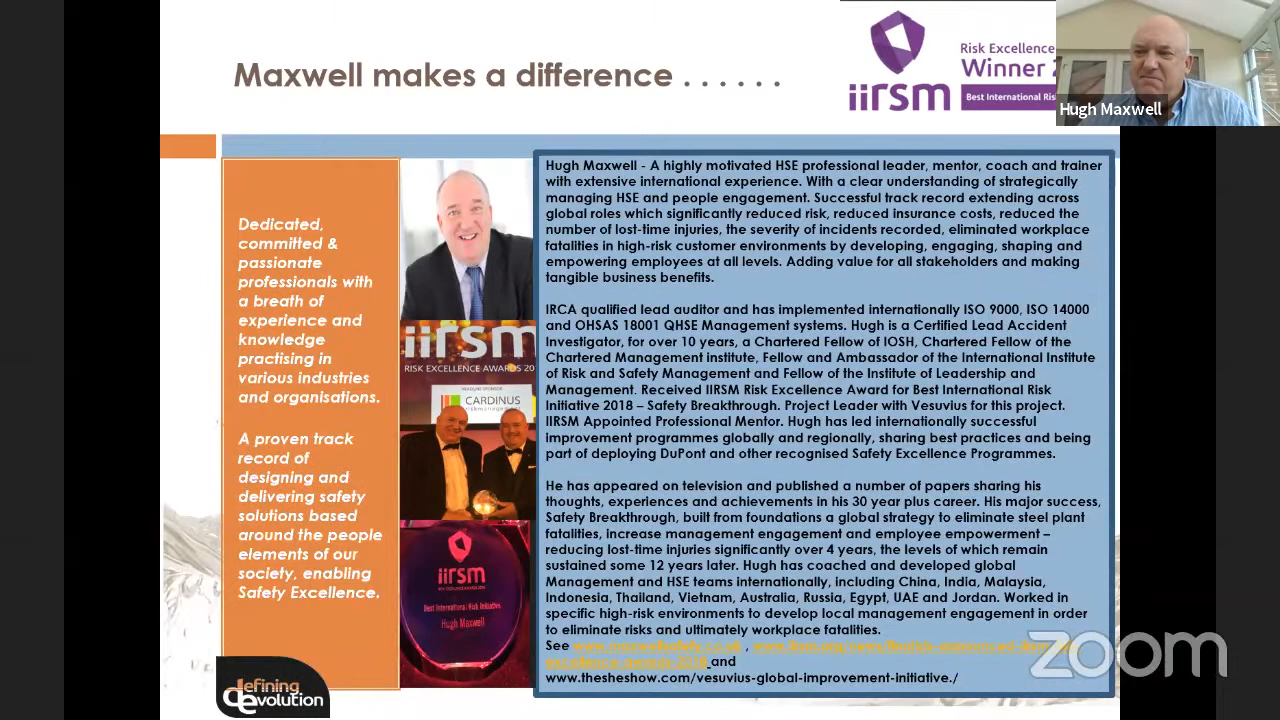 Maxwell makes a difference . . . . . .
Risk Excellence
Winner 2
iirsm
Best International Ris
Hugh Maxwell
Dedicated,
committed &
passionate
professionals with
a breath of
experience and
knowledge
practising in
various industries
and organisations.
A proven track
record of
designing and
delivering safety
solutions based
around the people
elements of our
society, enabling
Safety Excellence.
iirsm
RISK EXCELLENCE AWARDS 20
HEADLINE SPONSOR
CARDINUS
iirsm
Best International Risk Initiative
Hugh Maxwell
Hugh Maxwell - A highly motivated HSE professional leader, mentor, coach and trainer
with extensive international experience. With a clear understanding of strategically
managing HSE and people engagement. Successful track record extending across
global roles which significantly reduced risk, reduced insurance costs, reduced the
number of lost-time injuries, the severity of incidents recorded, eliminated workplace
fatalities in high-risk customer environments by developing, engaging, shaping and
empowering employees at all levels. Adding value for all stakeholders and making
tangible business benefits.
IRCA qualified lead auditor and has implemented internationally ISO 9000, ISO 14000
and OHSAS 18001 QHSE Management systems. Hugh is a Certified Lead Accident
Investigator, for over 10 years, a Chartered Fellow of IOSH, Chartered Fellow of the
Chartered Management institute, Fellow and Ambassador of the International Institute
of Risk and Safety Management and Fellow of the Institute of Leadership and
Management. Received IIRSM Risk Excellence Award for Best International Risk
Initiative 2018 – Safety Breakthrough. Project Leader with Vesuvius for this project.
IIRSM Appointed Professional Mentor. Hugh has led internationally successful
improvement programmes globally and regionally, sharing best practices and being
part of deploying DuPont and other recognised Safety Excellence Programmes.
He has appeared on television and published a number of papers sharing his
thoughts, experiences and achievements in his 30 year plus career. His major success,
Safety Breakthrough, built from foundations a global strategy to eliminate steel plant
fatalities, increase management engagement and employee empowerment –
reducing lost-time injuries significantly over 4 years, the levels of which remain
sustained some 12 years later. Hugh has coached and developed global
Management and HSE teams internationally, including China, India, Malaysia,
Indonesia, Thailand, Vietnam, Australia, Russia, Egypt, UAE and Jordan. Worked in
specific high-risk environments to develop local management engagement in order
to eliminate risks and ultimately workplace fatalities.
See www.maxwellsafety.co.uk ,
excellence-awards-2018 and
www.thesheshow.com/vesuvius-global-improvement-initiative./
defining
evolution
zoom